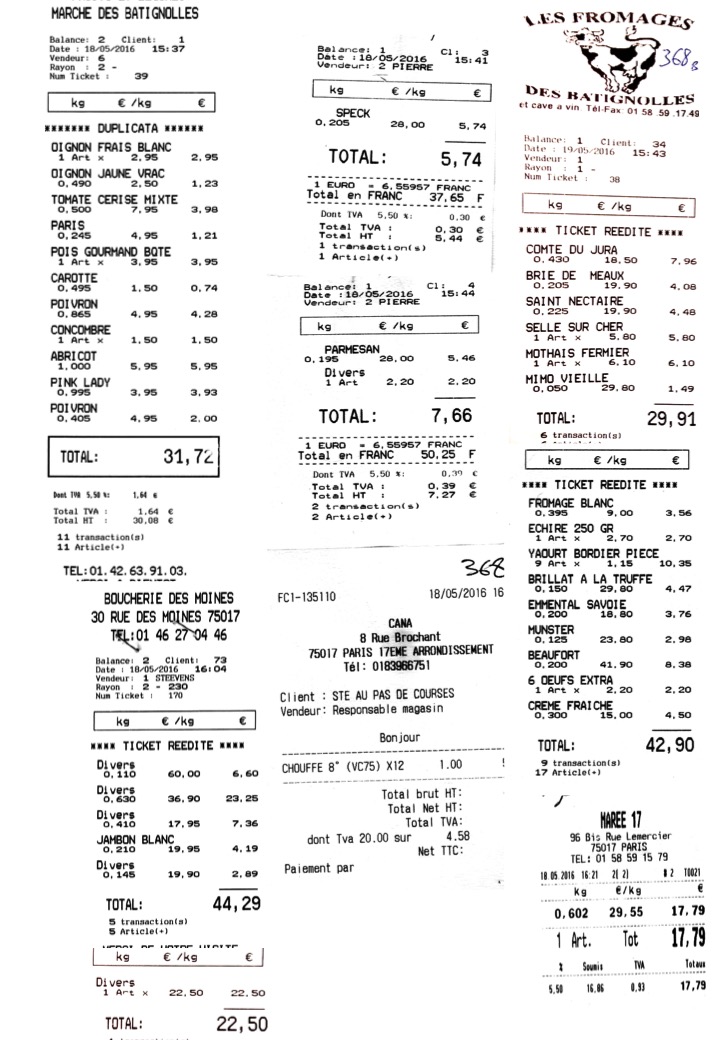 MARCHE DES BATIGNOLLES
Balance: 2 Client: 1
Date : 18/05/2016 15:37
Vendeur: 6
Rayon : 2 -
Num Ticket : 39
kg € /kg €
******* DUPLICATA ******
OIGNON FRAIS BLANC
1 Art x 2,95 2,95
OIGNON JAUNE VRAC
0,490 2,50 1,23
TOMATE CERISE MIXTE
0,500 7,95 3,98
PARIS
0,245 4,95 1,21
POIS GOURMAND BOTE
1 Art x 3,95 3,95
CAROTTE
0,495 1,50 0,74
POIVRON
0,865 4,95 4,28
CONCOMBRE
1 Art x 1,50 1,50
ABRICOT
1,000 5,95 5,95
PINK LADY
0,995 3,95 3,93
POIVRON
0,405 4,95 2,00
TOTAL: 31,72
Dont TVA 5,50 %: 1,64 €
Total TVA : 1,64 €
Total HT : 30,08 €
11 transaction(s)
11 Article(+)
TEL:01.42.63.91.03.
BOUCHERIE DES MOINES
30 RUE DES MOINES 75017
TEL:01 46 27 04 46
Balance: 2 Client: 73
Date : 18/05/2016 16:04
Vendeur: 1 STEEVENS
Rayon : 2 - 230
Num Ticket : 170
kg € /kg €
**** TICKET REEDITE ****
Divers
0,110 60,00 6,60
Divers
0,630 36,90 23,25
Divers
0,410 17,95 7,36
JAMBON BLANC
0,210 19,95 4,19
Divers
0,145 19,90 2,89
TOTAL: 44,29
5 transaction(s)
5 Article(+)
kg € /kg €
Divers
1 Art x 22,50 22,50
TOTAL: 22,50
Balance: 1 Cl: 3
Date :18/05/2016 15:41
Vendeur: 2 PIERRE
kg € /kg €
SPECK
0,205 28,00 5,74
TOTAL: 5,74
1 EURO = 6,55957 FRANC
Total en FRANC 37,65 F
Dont TVA 5,50 %: 0,30 €
Total TVA : 0,30 €
Total HT : 5,44 €
1 transaction(s)
1 Article(+)
Balance: 1 Cl: 4
Date :18/05/2016 15:44
Vendeur: 2 PIERRE
kg € /kg €
PARMESAN
0,195 28,00 5,46
Divers
1 Art 2,20 2,20
TOTAL: 7,66
1 EURO = 6,55957 FRANC
Total en FRANC 50,25 F
Dont TVA 5,50 %: 0,39 €
Total TVA : 0,39 €
Total HT : 7,27 €
2 transaction(s)
2 Article(+)
368
FC1-135110 18/05/2016 16
CANA
8 Rue Brochant
75017 PARIS 17EME ARRONDISSEMENT
Tél: 0183966751
Client : STE AU PAS DE COURSES
Vendeur: Responsable magasin
Bonjour
CHOUFFE 8° (VC75) X12 1.00
Total brut HT:
Total Net HT:
Total TVA:
dont Tva 20.00 sur 4.58
Net TTC:
Paiement par
LES FROMAGES
368
DES BATIGNOLLES
et cave a vin Tél-Fax 01 58 59 17 49
Balance: 1 Client: 34
Date : 19/05/2016 15:43
Vendeur : 1
Rayon : 1 -
Num Ticket : 38
kg € /kg €
**** TICKET REEDITE ****
COMTE DU JURA
0,430 18,50 7,96
BRIE DE MEAUX
0,205 19,90 4,08
SAINT NECTAIRE
0,225 19,90 4,48
SELLE SUR CHER
1 Art x 5,80 5,80
MOTHAIS FERMIER
1 Art x 6,10 6,10
MIMO VIEILLE
0,050 29,80 1,49
TOTAL: 29,91
6 transaction(s)
kg € /kg €
**** TICKET REEDITE ****
FROMAGE BLANC
0,395 9,00 3,56
ECHIRE 250 GR
1 Art x 2,70 2,70
YAOURT BORDIER PIECE
9 Art x 1,15 10,35
BRILLAT A LA TRUFFE
0,150 29,80 4,47
EMMENTAL SAVOIE
0,200 18,80 3,76
MUNSTER
0,125 23,80 2,98
BEAUFORT
0,200 41,90 8,38
6 OEUFS EXTRA
1 Art x 2,20 2,20
CREME FRAICHE
0,300 15,00 4,50
TOTAL: 42,90
9 transaction(s)
17 Article(+)
MAREE 17
96 Bis Rue Lemercier
75017 PARIS
TEL: 01 58 59 15 79
18 05 2016 16:21 2( 2) # 2 T0021
kg €/kg €
0,602 29,55 17,79
1 Art. Tot 17,79
% Soumis TVA Totaux
5,50 16,86 0,93 17,79